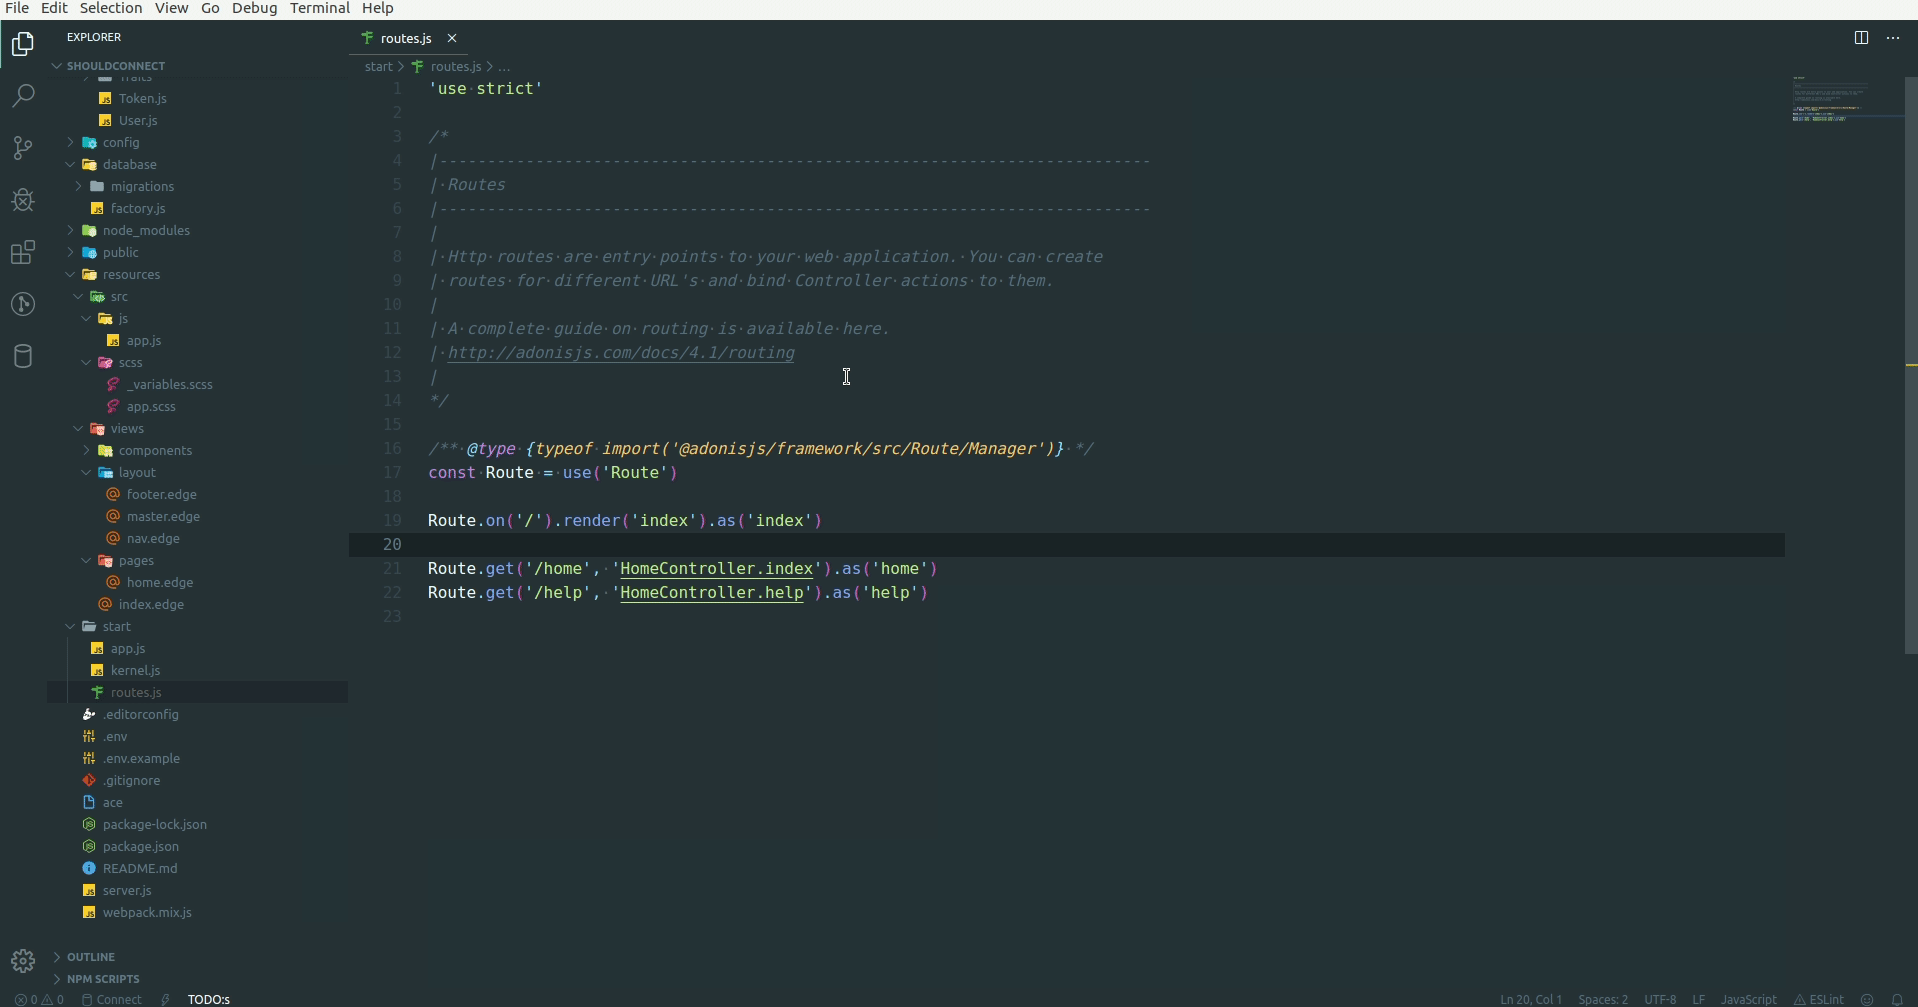 File Edit Selection View Go Debug Terminal Help
EXPLORER
SHOULDCONNECT
Traits
Token.js
User.js
config
database
migrations
factory.js
node_modules
public
resources
src
js
app.js
scss
_variables.scss
app.scss
views
components
layout
footer.edge
master.edge
nav.edge
pages
home.edge
index.edge
start
app.js
kernel.js
routes.js
.editorconfig
.env
.env.example
.gitignore
ace
package-lock.json
package.json
README.md
server.js
webpack.mix.js
OUTLINE
NPM SCRIPTS
routes.js ×
start > routes.js > ...
1 'use strict'
2
3 /*
4 |--------------------------------------------------------------------------
5 | Routes
6 |--------------------------------------------------------------------------
7 |
8 | Http routes are entry points to your web application. You can create
9 | routes for different URL's and bind Controller actions to them.
10 |
11 | A complete guide on routing is available here.
12 | http://adonisjs.com/docs/4.1/routing
13 |
14 */
15
16 /** @type {typeof import('@adonisjs/framework/src/Route/Manager')} */
17 const Route = use('Route')
18
19 Route.on('/').render('index').as('index')
20
21 Route.get('/home', 'HomeController.index').as('home')
22 Route.get('/help', 'HomeController.help').as('help')
23
0 0 Connect TODO:s Ln 20, Col 1 Spaces: 2 UTF-8 LF JavaScript ESLint